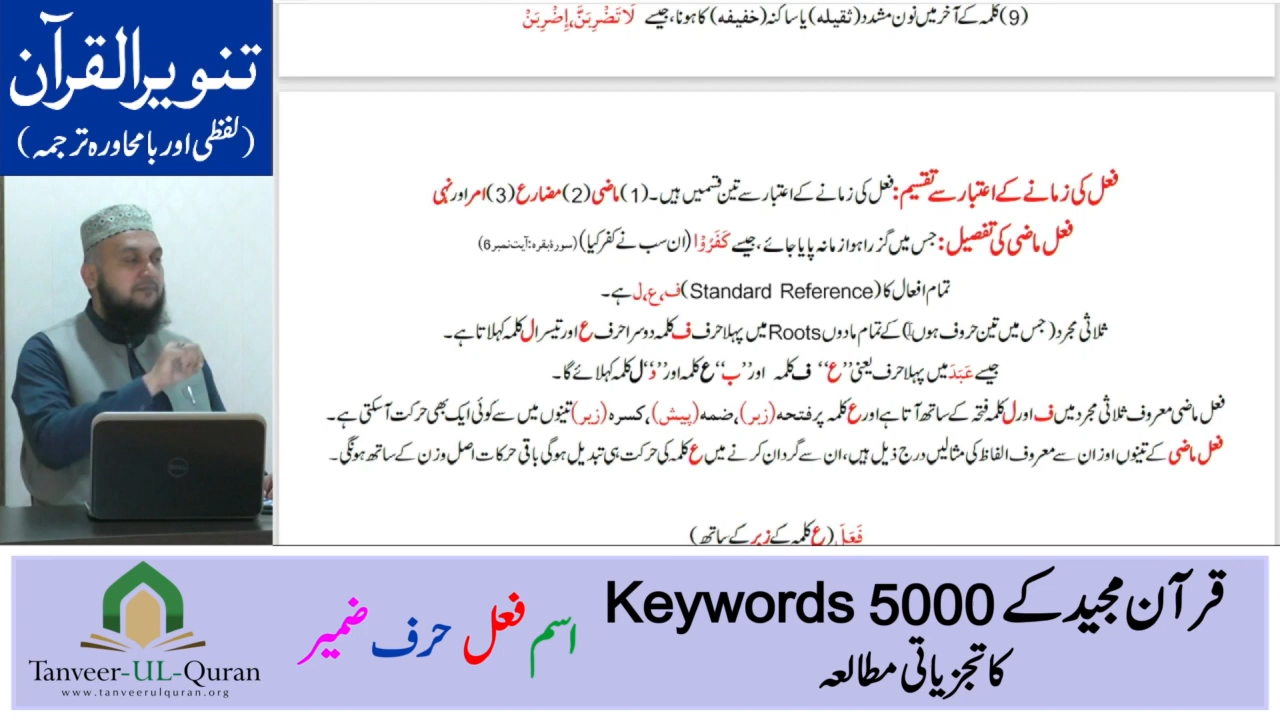 تنویر القرآن
(لفظی اور بامحاورہ ترجمہ)
(9) کلمہ کے آخر میں نون مشدد (ثقیلہ) یا ساکنہ (خفیفہ) کا ہونا، جیسے لَا تَضْرِبَنَّ، اِضْرِبَنْ
فعل کی زمانے کے اعتبار سے تقسیم: فعل کی زمانے کے اعتبار سے تین قسمیں ہیں۔ (1) ماضی (2) مضارع (3) امر اور نہی
فعل ماضی کی تفصیل: جس میں گزرا ہوا زمانہ پایا جائے، جیسے کَفَرُوْا (ان سب نے کفر کیا) (سورۂ بقرہ: آیت نمبر 6)
تمام افعال کا (Standard Reference) ف، ع، ل ہے۔
ثلاثی مجرد (جس میں تین حروف ہوں) کے تمام مادوں Roots میں پہلا حرف ف کلمہ دوسرا حرف ع اور تیسرا ل کلمہ کہلاتا ہے۔
جیسے عَبَدَ میں پہلا حرف یعنی "ع" ف کلمہ اور "ب" ع کلمہ اور "د" ل کلمہ کہلائے گا۔
فعل ماضی معروف ثلاثی مجرد میں ف اور ل کلمہ فتحہ کے ساتھ آتا ہے اور ع کلمہ پر فتحہ (زبر)، ضمہ (پیش)، کسرہ (زیر) تینوں میں سے کوئی ایک بھی حرکت آسکتی ہے۔
فعل ماضی کے تینوں اوزان سے معروف الفاظ کی مثالیں درج ذیل ہیں، ان سے گردان کرنے میں ع کلمہ کی حرکت ہی تبدیل ہوگی باقی حرکات اصل وزن کے ساتھ ہونگی۔
فَعَلَ (ع کلمہ کے زبر کے ساتھ)
DELL
قرآن مجید کے 5000 Keywords
کا تجزیاتی مطالعہ
اسم فعل حرف ضمیر
Tanveer-UL-Quran
www.tanveerulquran.org